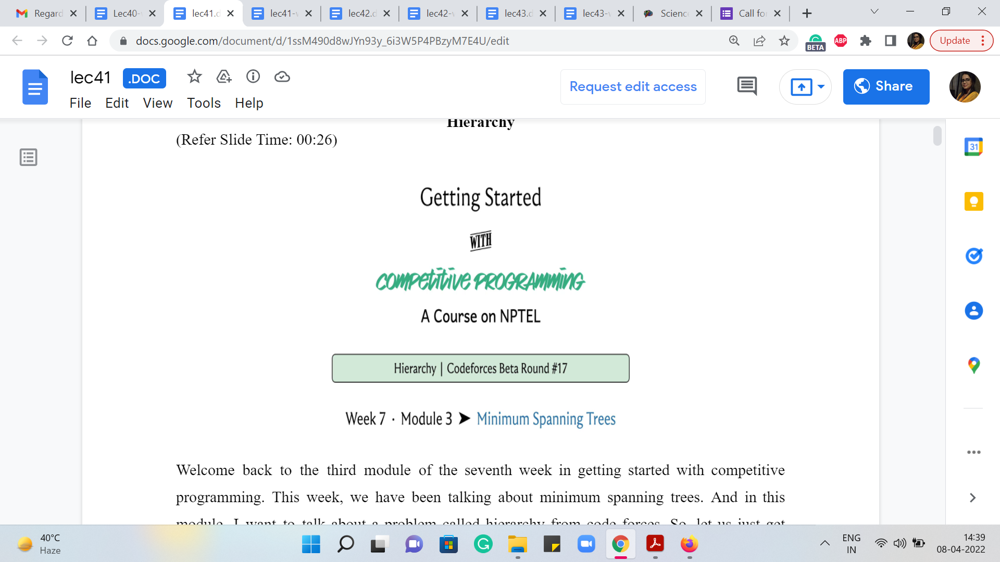 Regard
Lec40-
lec41.d
lec41-
lec42.d
lec42-
lec43.d
lec43-
Science
Call fo
docs.google.com/document/d/1ssM490d8wJYn93y_6i3W5P4PBzyM7E4U/edit
BETA
ABP
Update
lec41
.DOC
Request edit access
Share
File Edit View Tools Help
31
Hierarchy
(Refer Slide Time: 00:26)
Getting Started
WITH
COMPETITIVE PROGRAMMING
A Course on NPTEL
Hierarchy | Codeforces Beta Round #17
Week 7 · Module 3 ➤ Minimum Spanning Trees
Welcome back to the third module of the seventh week in getting started with competitive
programming. This week, we have been talking about minimum spanning trees. And in this
module, I want to talk about a problem called hierarchy from code forces. So, let us just get
40°C
Haze
ENG
IN
14:39
08-04-2022